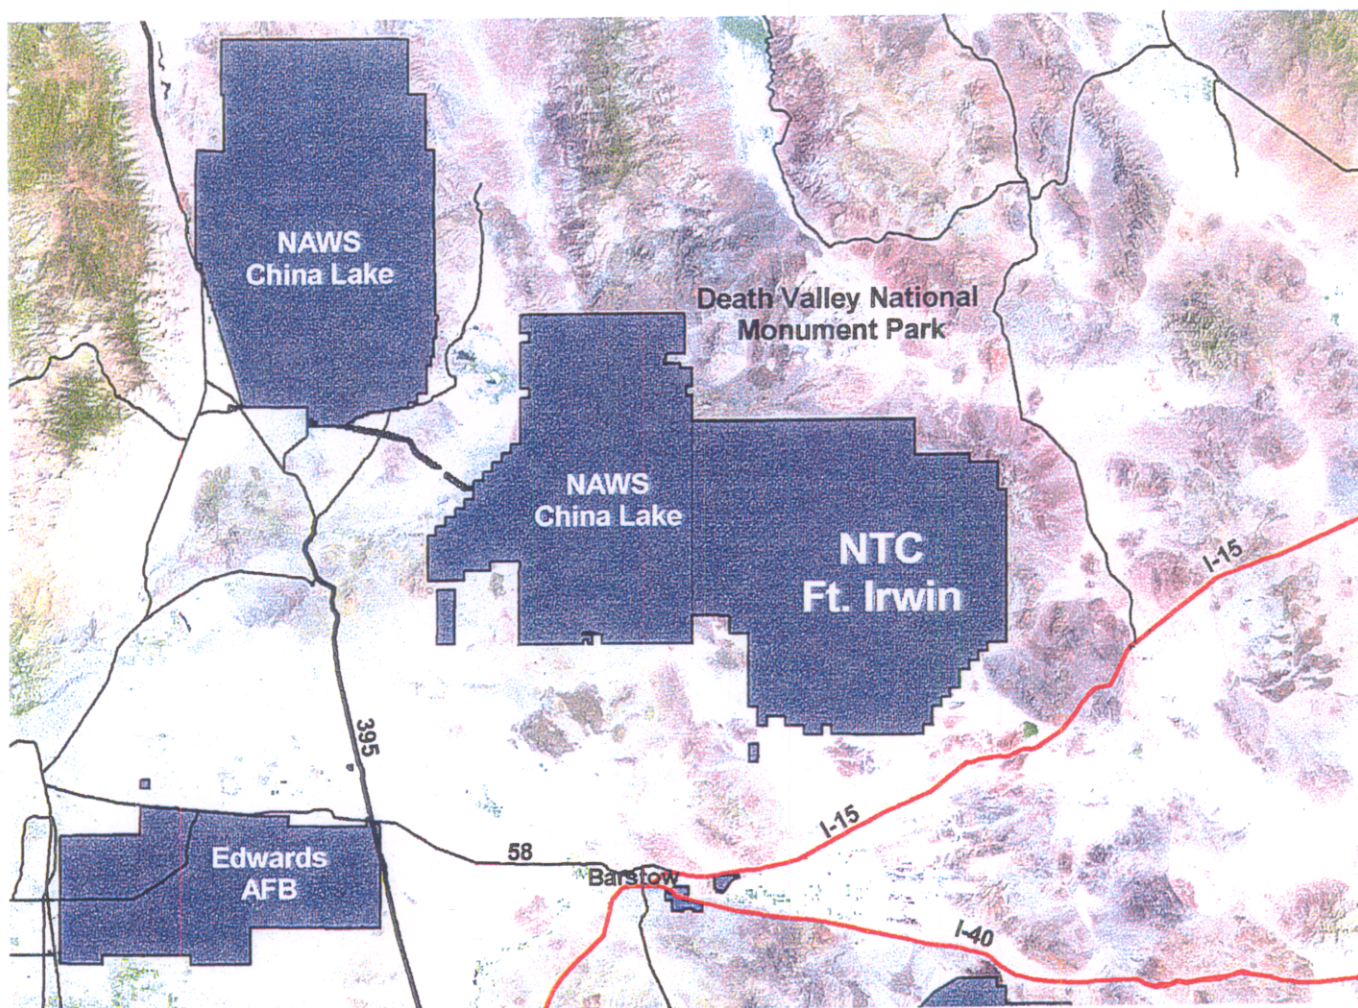 NAWS
China Lake
Death Valley National
Monument Park
NAWS
China Lake
NTC
Ft. Irwin
I-15
395
I-15
58
Edwards
AFB
Barstow
I-40